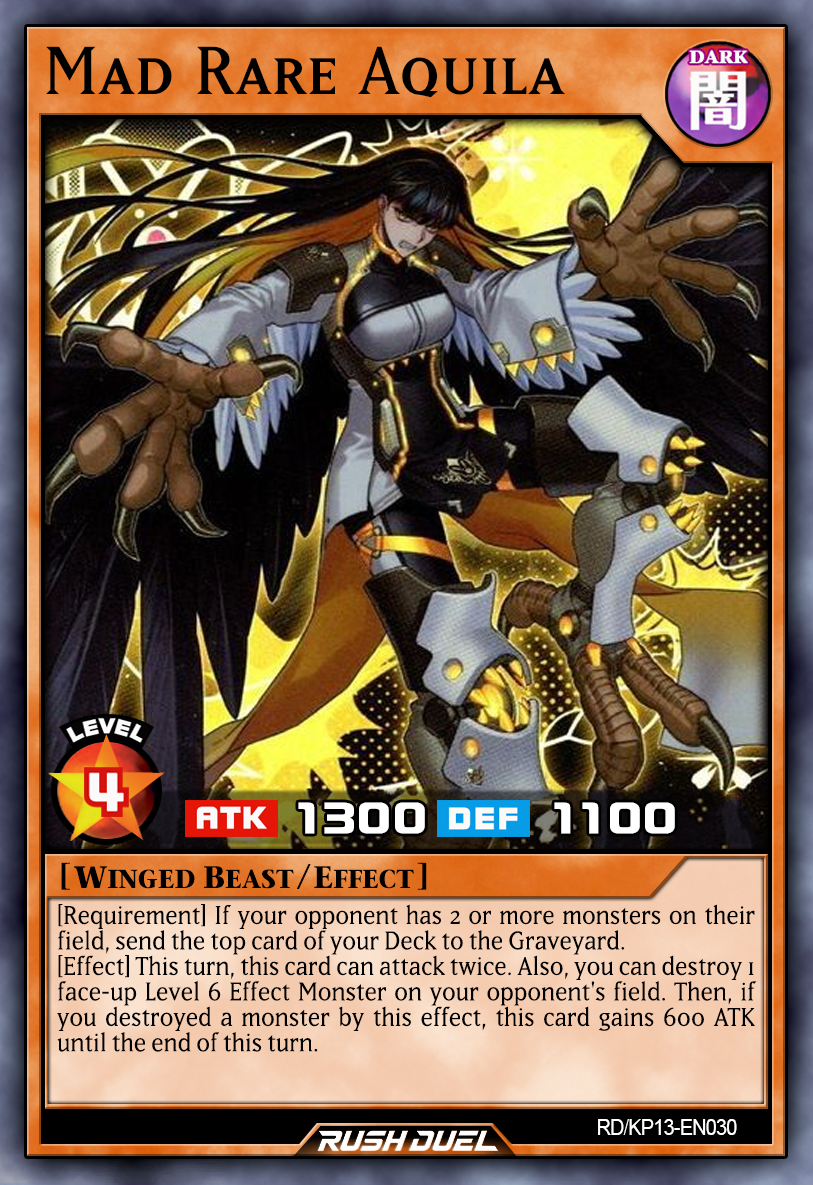 Mad Rare Aquila
DARK
闇
LEVEL
4
ATK 1300 DEF 1100
[Winged Beast/Effect]
[Requirement] If your opponent has 2 or more monsters on their
field, send the top card of your Deck to the Graveyard.
[Effect] This turn, this card can attack twice. Also, you can destroy 1
face-up Level 6 Effect Monster on your opponent's field. Then, if
you destroyed a monster by this effect, this card gains 600 ATK
until the end of this turn.
RD/KP13-EN030
RUSH DUEL